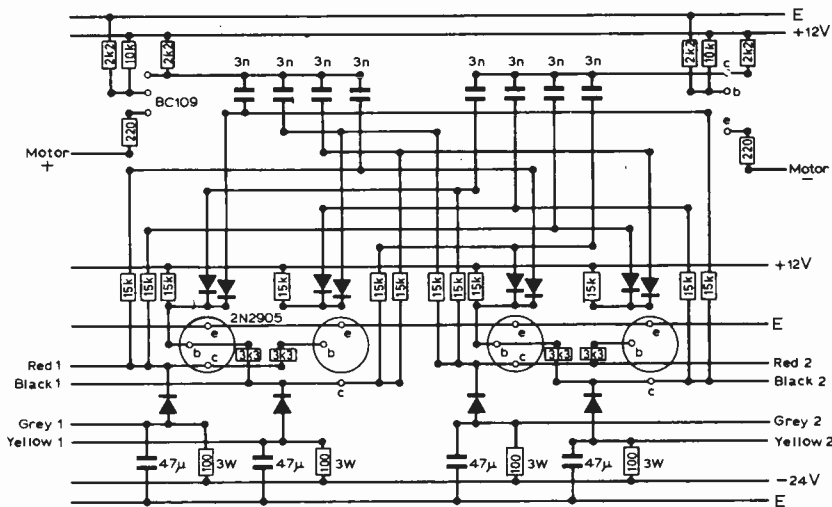 E
+12V
2k2 10k 2k2 3n 3n 3n 3n 3n 3n 3n 3n 2k2 10k 2k2
c
b
BC109
e
220 220
Motor
+
Motor
−
+12V
15k 15k 15k 15k 15k 15k 15k 15k 15k 15k 15k 15k
2N2905
e e e e
E
b 3k3 3k3 b b 3k3 3k3 b
Red 1 c c Red 2
Black 1 c c Black 2
Grey 1 Grey 2
Yellow 1 Yellow 2
47µ 100 3W 47µ 100 3W 47µ 100 3W 47µ 100 3W
−24V
E